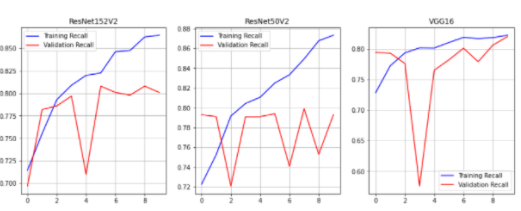 ResNet152V2
Training Recall
Validation Recall
0.850
0.825
0.800
0.775
0.750
0.725
0.700
0 2 4 6 8
ResNet50V2
Training Recall
Validation Recall
0.88
0.86
0.84
0.82
0.80
0.78
0.76
0.74
0.72
0 2 4 6 8
VGG16
0.80
0.75
0.70
0.65
0.60
Training Recall
Validation Recall
0 2 4 6 8